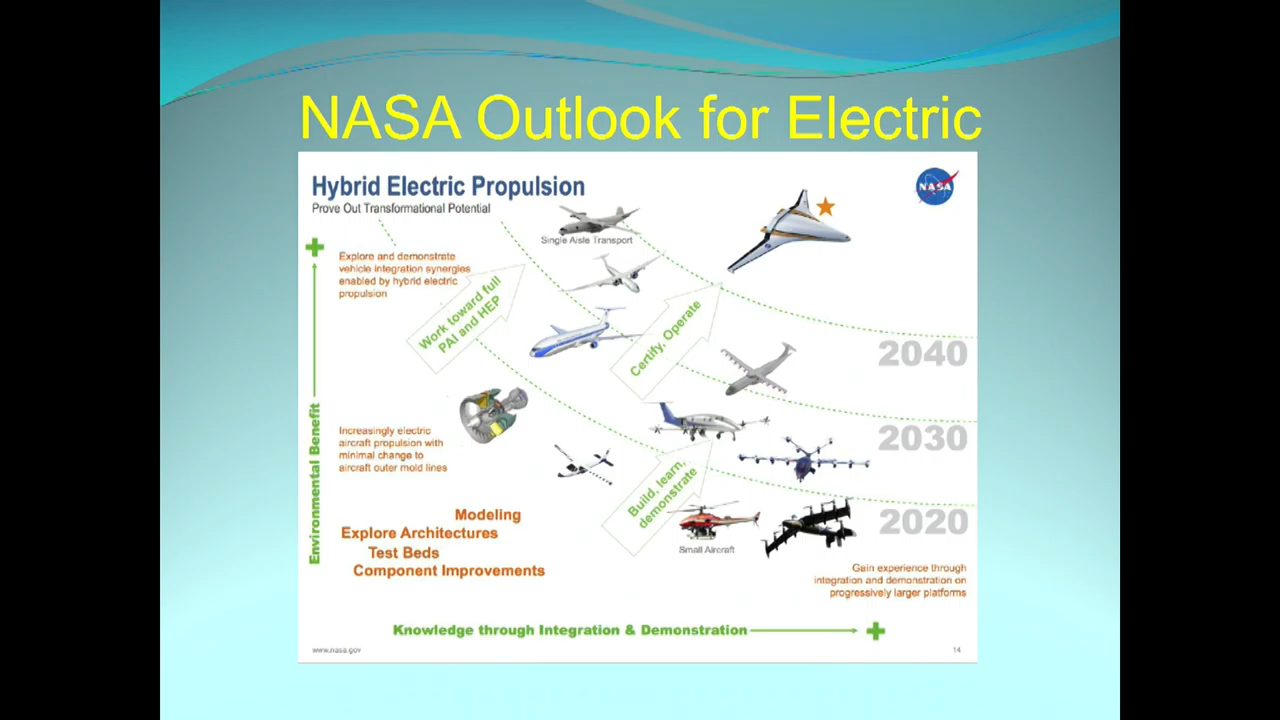 NASA Outlook for Electric
Hybrid Electric Propulsion
Prove Out Transformational Potential
NASA
Single Aisle Transport
Explore and demonstrate
vehicle integration synergies
enabled by hybrid electric
propulsion
Work toward full
PAI and HEP
Certify, Operate
2040
Environmental Benefit
Increasingly electric
aircraft propulsion with
minimal change to
aircraft outer mold lines
2030
Build, learn,
demonstrate
Modeling
Explore Architectures
Test Beds
Component Improvements
Small Aircraft
2020
Gain experience through
integration and demonstration on
progressively larger platforms
Knowledge through Integration & Demonstration
www.nasa.gov
14